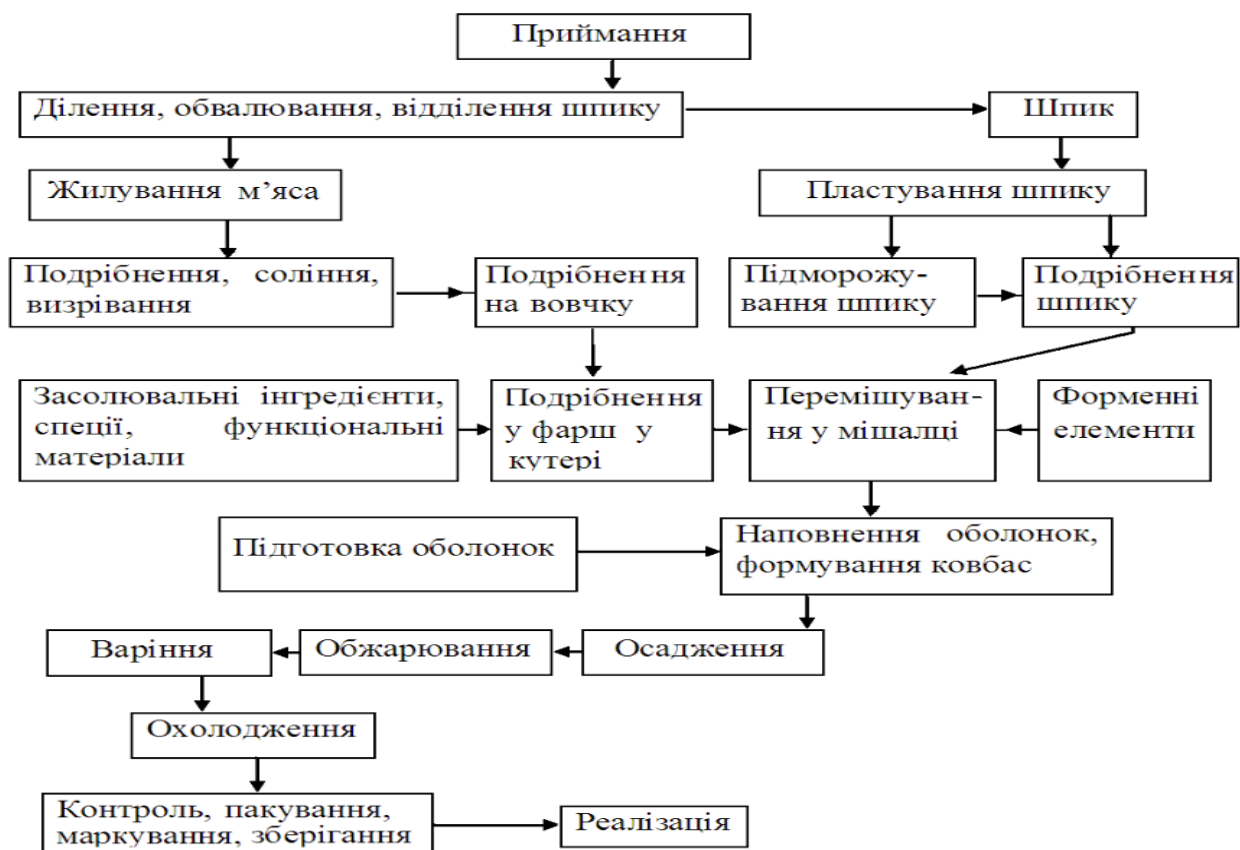 Приймання
Ділення, обвалювання, відділення шпику
Шпик
Жилування м’яса
Пластування шпику
Подрібнення, соління,
визрівання
Подрібнення
на вовчку
Підморожу-
вання шпику
Подрібнення
шпику
Засолювальні інгредієнти,
спеції, функціональні
матеріали
Подрібнення
у фарш у
кутері
Перемішуван-
ня у мішалці
Форменні
елементи
Підготовка оболонок
Наповнення оболонок,
формування ковбас
Варіння
Обжарювання
Осадження
Охолодження
Контроль, пакування,
маркування, зберігання
Реалізація